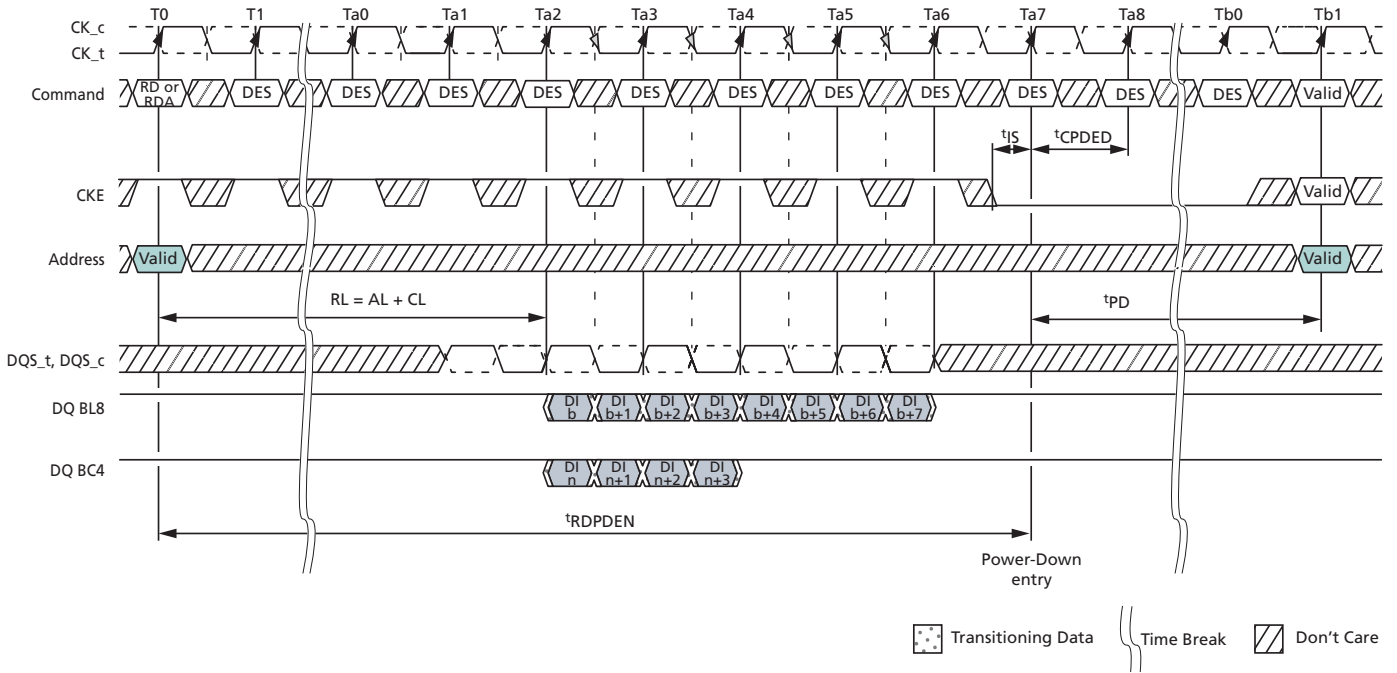 T0 T1 Ta0 Ta1 Ta2 Ta3 Ta4 Ta5 Ta6 Ta7 Ta8 Tb0 Tb1
CK_c
CK_t
Command RD or RDA DES DES DES DES DES DES DES DES DES DES DES Valid
tIS tCPDED
CKE Valid
Address Valid Valid
RL = AL + CL tPD
DQS_t, DQS_c
DQ BL8 DI b DI b+1 DI b+2 DI b+3 DI b+4 DI b+5 DI b+6 DI b+7
DQ BC4 DI n DI n+1 DI n+2 DI n+3
tRDPDEN
Power-Down
entry
Transitioning Data Time Break Don't Care